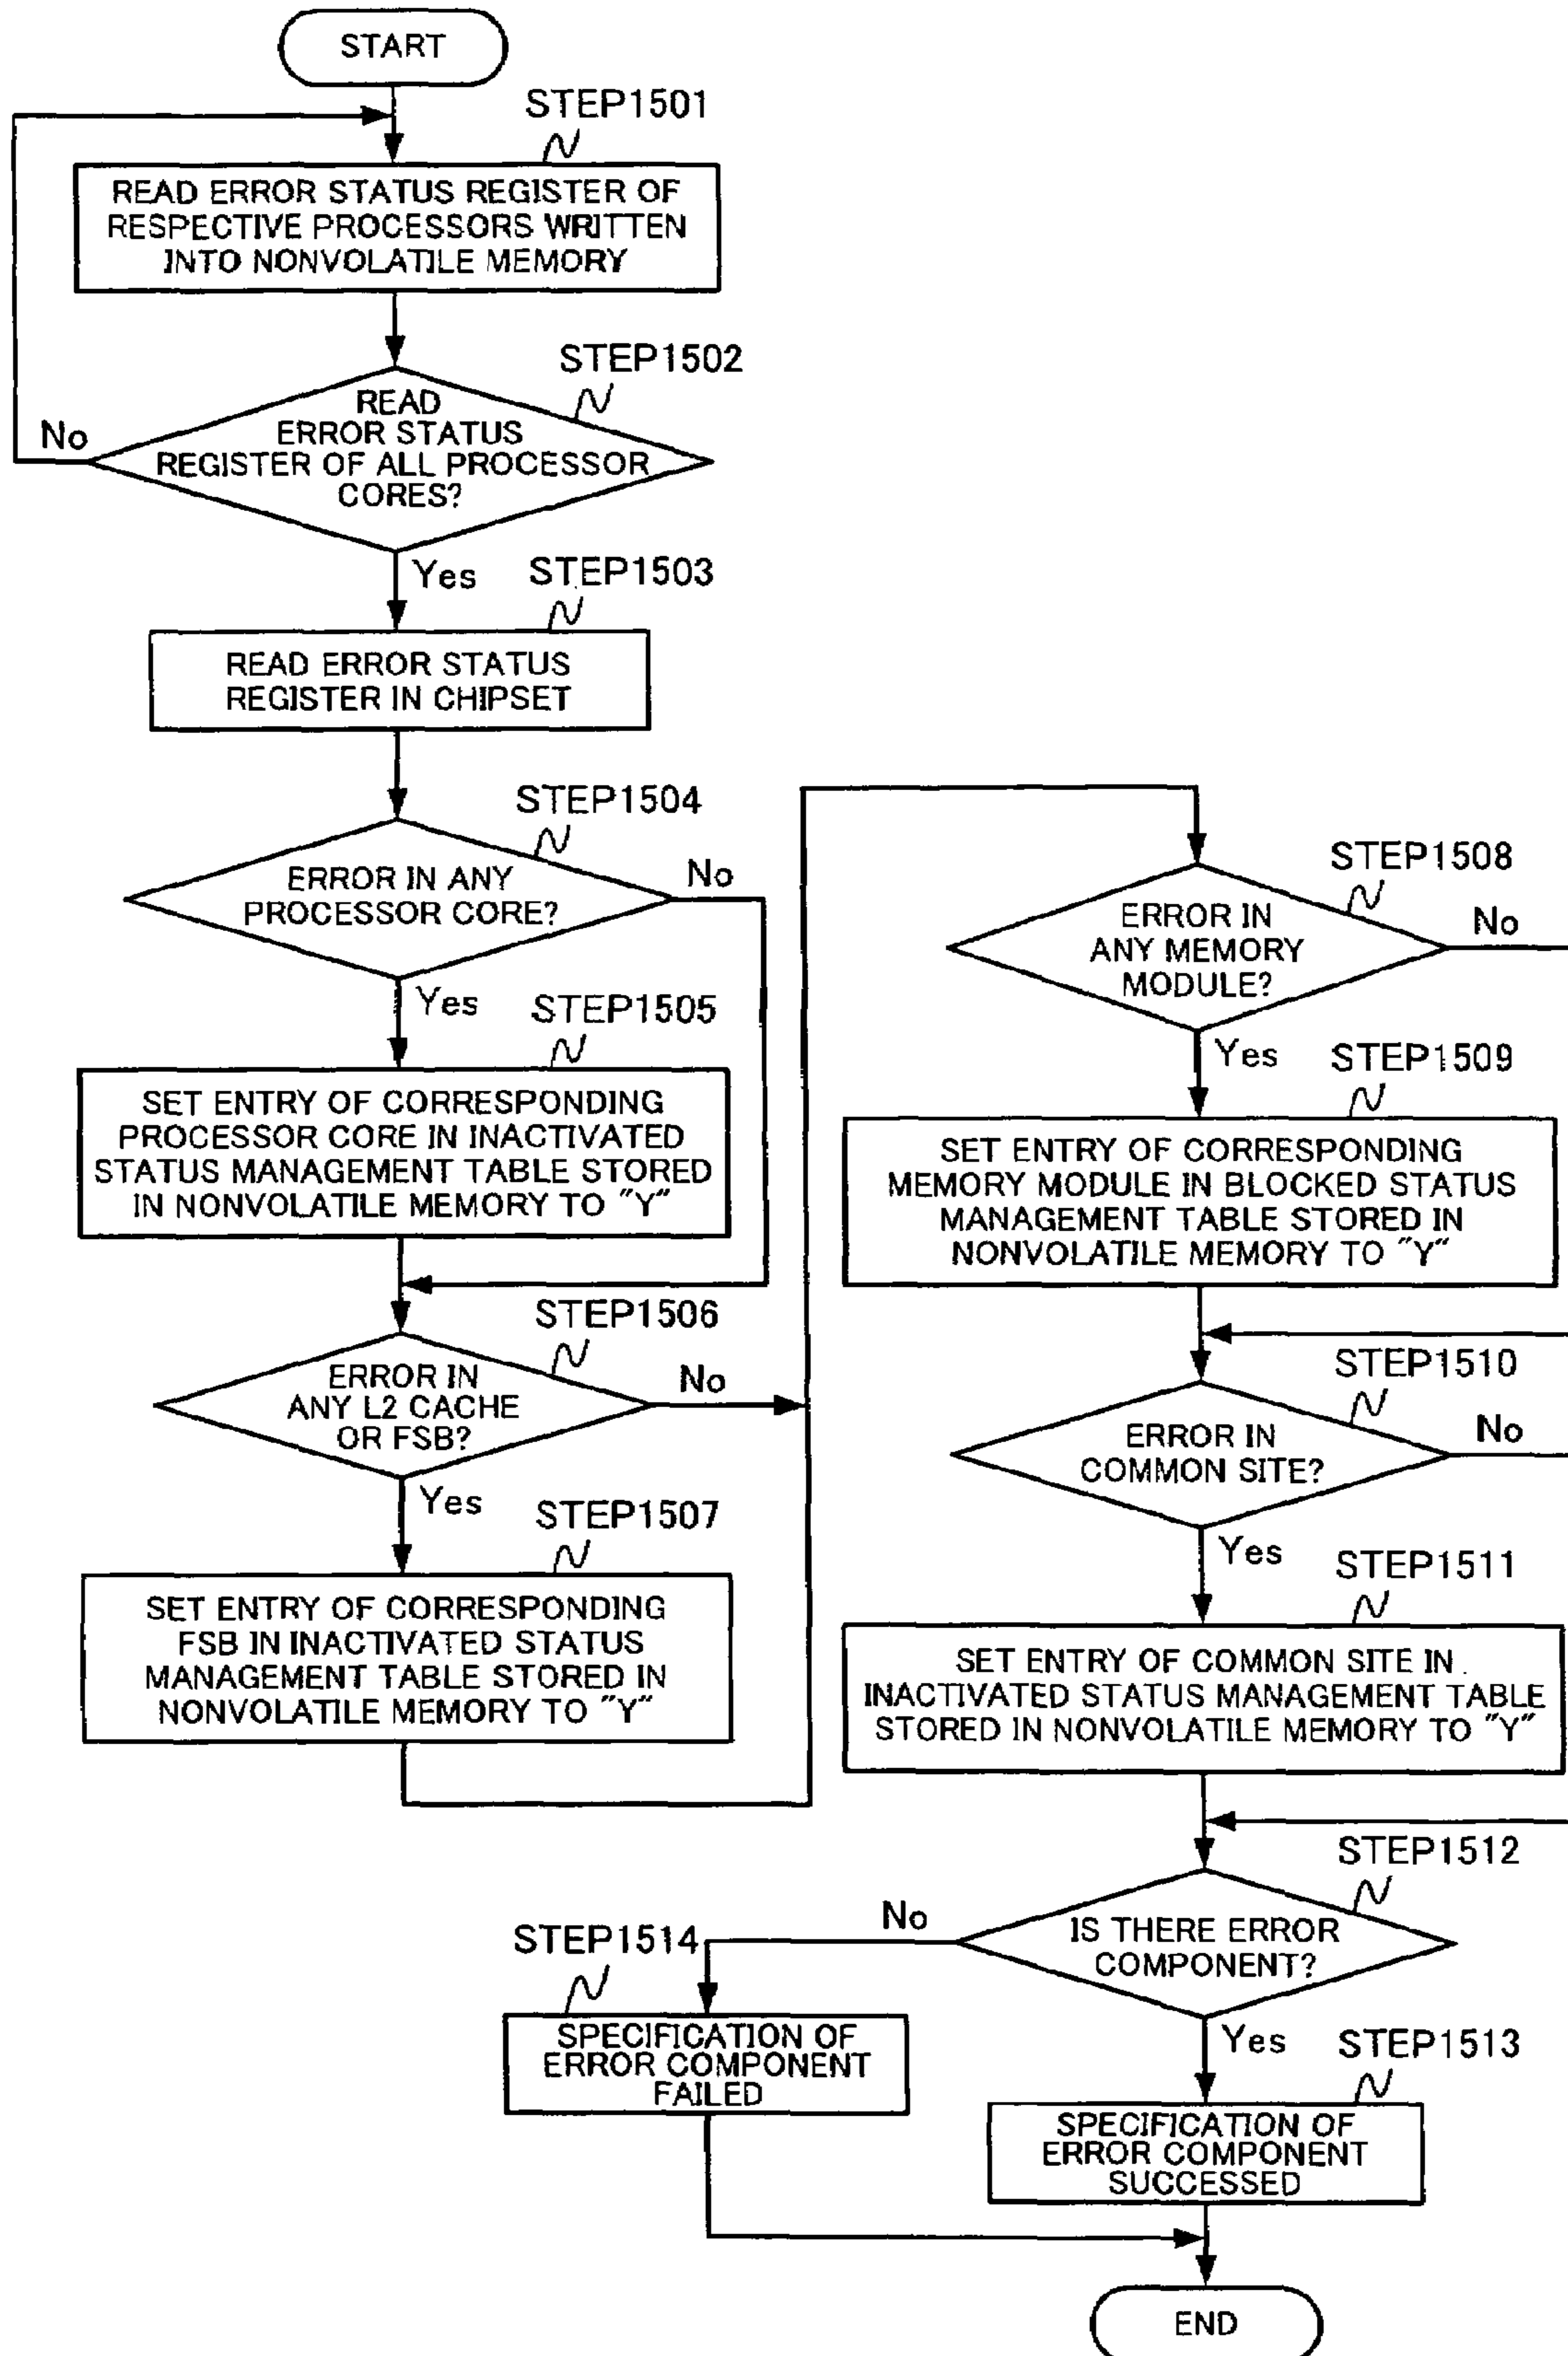 START
STEP1501
READ ERROR STATUS REGISTER OF
RESPECTIVE PROCESSORS WRITTEN
INTO NONVOLATILE MEMORY
STEP1502
READ
ERROR STATUS
REGISTER OF ALL PROCESSOR
CORES?
No
Yes
STEP1503
READ ERROR STATUS
REGISTER IN CHIPSET
STEP1504
ERROR IN ANY
PROCESSOR CORE?
No
Yes
STEP1505
SET ENTRY OF CORRESPONDING
PROCESSOR CORE IN INACTIVATED
STATUS MANAGEMENT TABLE STORED
IN NONVOLATILE MEMORY TO "Y"
STEP1506
ERROR IN
ANY L2 CACHE
OR FSB?
No
Yes
STEP1507
SET ENTRY OF CORRESPONDING
FSB IN INACTIVATED STATUS
MANAGEMENT TABLE STORED IN
NONVOLATILE MEMORY TO "Y"
STEP1508
ERROR IN
ANY MEMORY
MODULE?
No
Yes
STEP1509
SET ENTRY OF CORRESPONDING
MEMORY MODULE IN BLOCKED STATUS
MANAGEMENT TABLE STORED IN
NONVOLATILE MEMORY TO "Y"
STEP1510
ERROR IN
COMMON SITE?
No
Yes
STEP1511
SET ENTRY OF COMMON SITE IN
INACTIVATED STATUS MANAGEMENT TABLE
STORED IN NONVOLATILE MEMORY TO "Y"
STEP1512
IS THERE ERROR
COMPONENT?
No
Yes
STEP1514
SPECIFICATION OF
ERROR COMPONENT
FAILED
STEP1513
SPECIFICATION OF
ERROR COMPONENT
SUCCESSED
END